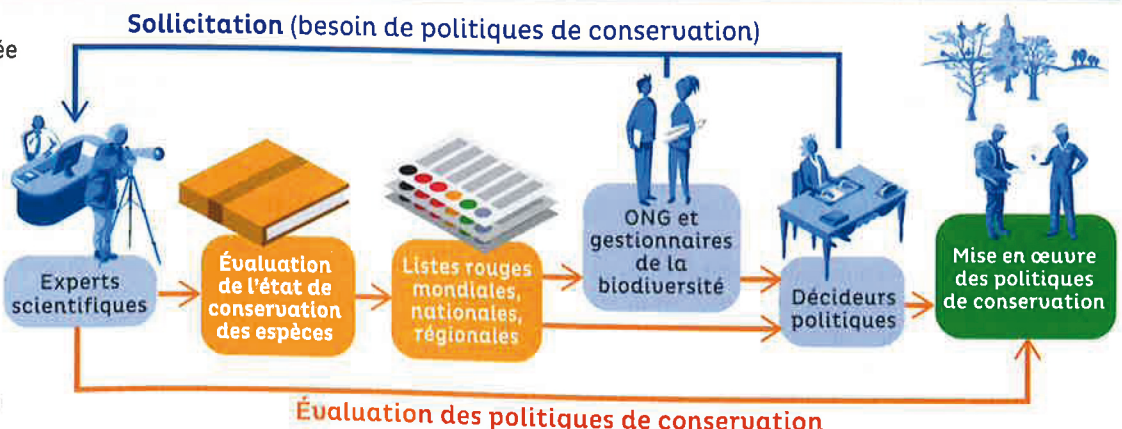 Sollicitation (besoin de politiques de conservation)
ée
Experts
scientifiques
Évaluation
de l'état de
conservation
des espèces
Listes rouges
mondiales,
nationales,
régionales
ONG et
gestionnaires
de la
biodiversité
Décideurs
politiques
Mise en œuvre
des politiques
de conservation
Évaluation des politiques de conservation